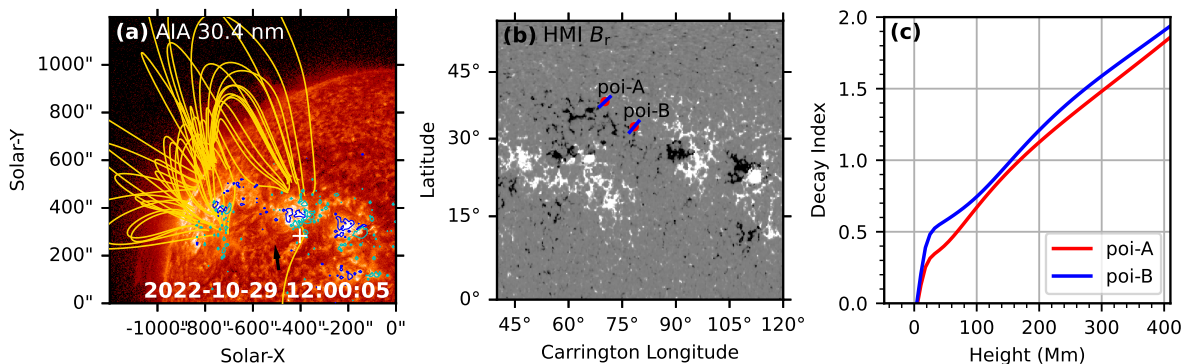 (a) AIA 30.4 nm
1000"
800"
600"
400"
200"
0"
Solar-Y
2022-10-29 12:00:05
-1000" -800" -600" -400" -200" 0"
Solar-X
(b) HMI Br
poi-A
poi-B
45°
30°
15°
0°
Latitude
45° 60° 75° 90° 105° 120°
Carrington Longitude
(c)
2.0
1.5
1.0
0.5
0.0
Decay Index
poi-A
poi-B
0 100 200 300 400
Height (Mm)